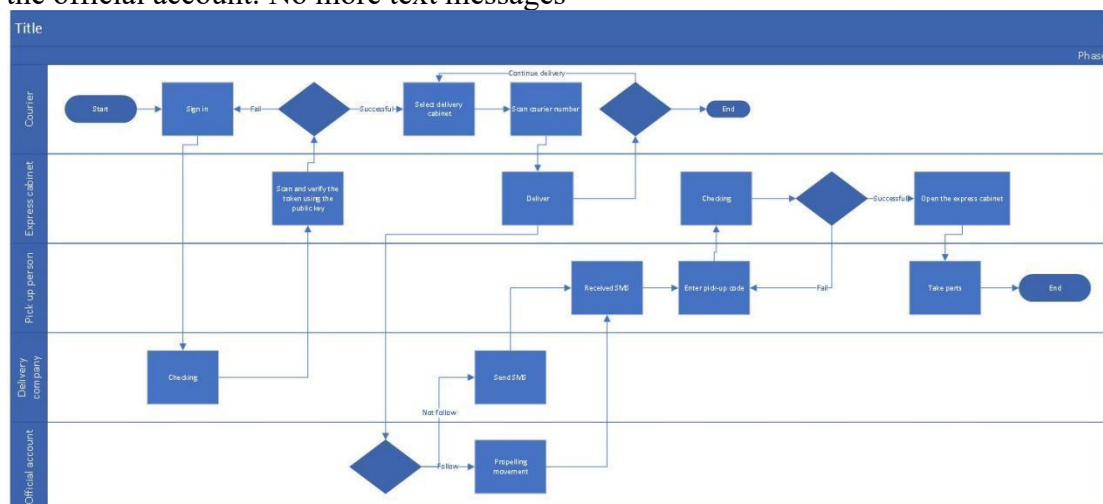 the official account. No more text messages
Title
Phase
Courier
Start
Sign in
Fail
Successful
Continue delivery
Select delivery
cabinet
Scan courier number
End
Express cabinet
Scan and verify the
token using the
public key
Deliver
Checking
Successful
Open the express cabinet
Pick up person
Received SMS
Enter pick-up code
Fail
Take parts
End
Delivery
company
Checking
Send SMS
Not follow
Official account
Follow
Propelling
movement